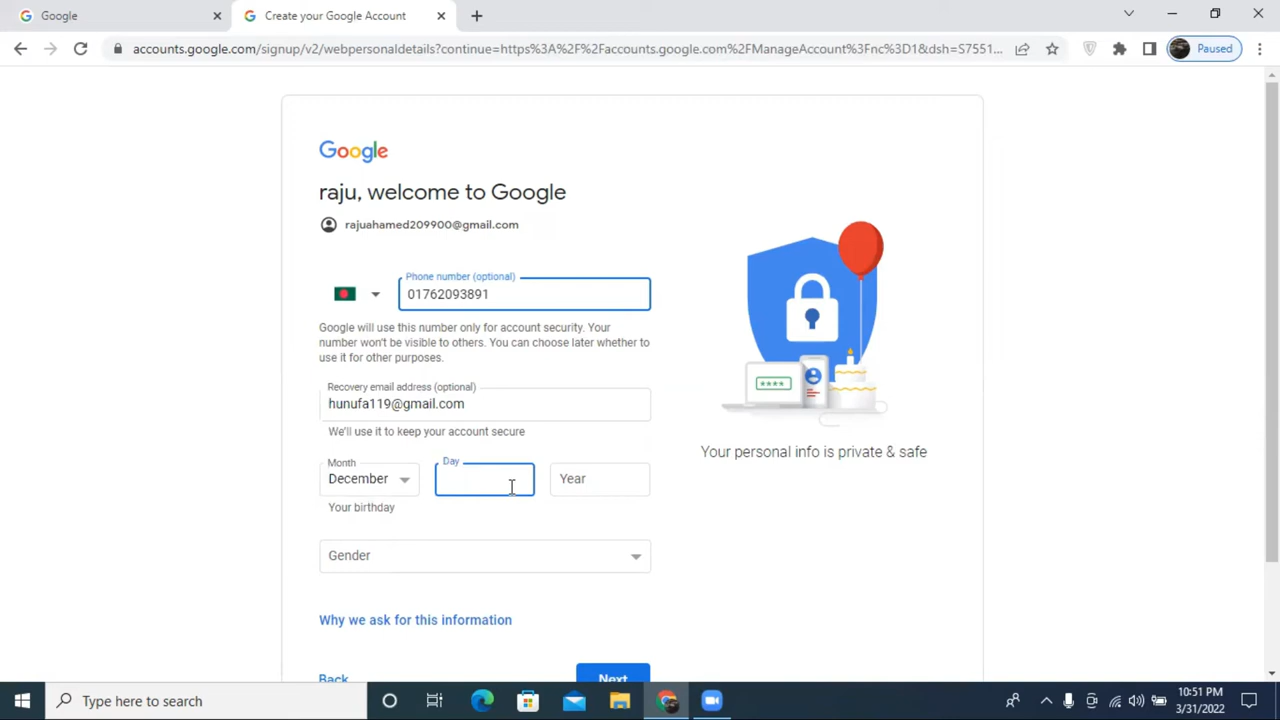 Google
Create your Google Account
accounts.google.com/signup/v2/webpersonaldetails?continue=https%3A%2F%2Faccounts.google.com%2FManageAccount%3Fnc%3D1&dsh=S7551...
Paused
Google
raju, welcome to Google
rajuahamed209900@gmail.com
Phone number (optional)
01762093891
Google will use this number only for account security. Your
number won't be visible to others. You can choose later whether to
use it for other purposes.
Recovery email address (optional)
hunufa119@gmail.com
We'll use it to keep your account secure
Month
December
Day
Year
Your birthday
Gender
Why we ask for this information
Back
Next
****
Your personal info is private & safe
Type here to search
10:51 PM
3/31/2022